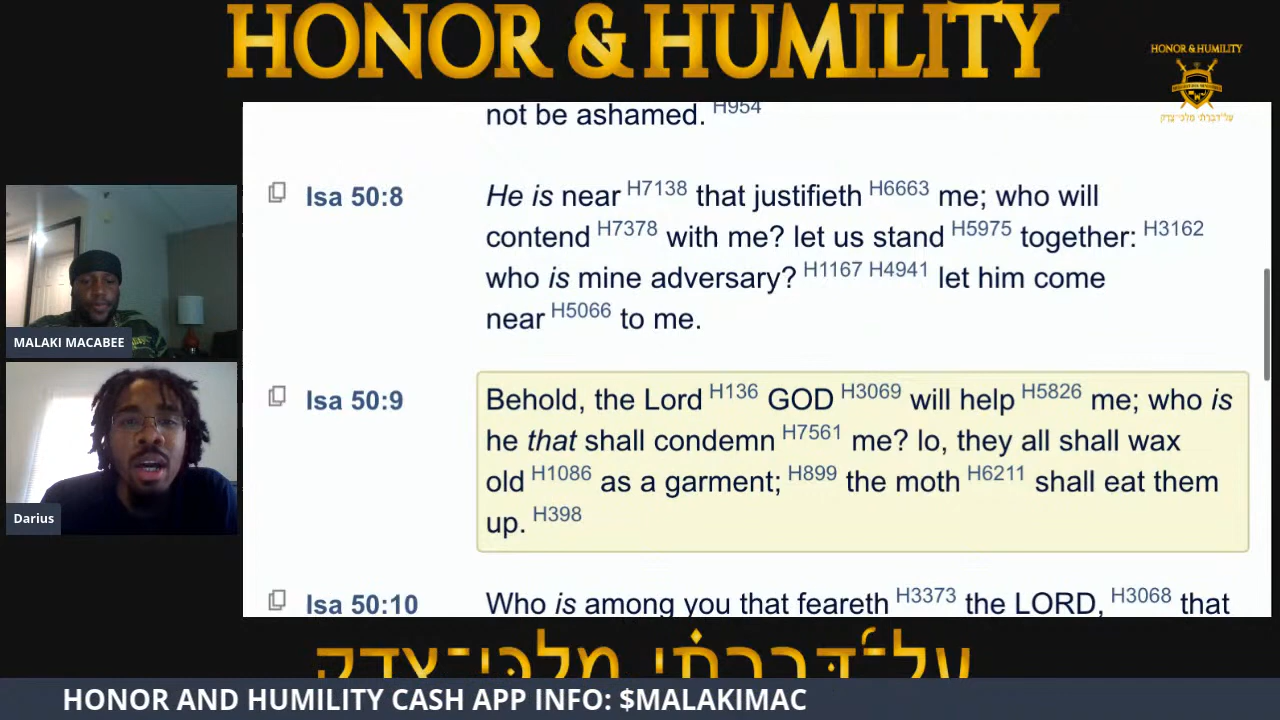 HONOR & HUMILITY
HONOR & HUMILITY
על־דברתי מלכי־צדק
not be ashamed. H954
Isa 50:8
He is near H7138 that justifieth H6663 me; who will
contend H7378 with me? let us stand H5975 together: H3162
who is mine adversary? H1167 H4941 let him come
near H5066 to me.
MALAKI MACABEE
Isa 50:9
Behold, the Lord H136 GOD H3069 will help H5826 me; who is
he that shall condemn H7561 me? lo, they all shall wax
old H1086 as a garment; H899 the moth H6211 shall eat them
up. H398
Darius
Isa 50:10
Who is among you that feareth H3373 the LORD, H3068 that
על־דִּבְרָתִ֗י מַלְכִּי־צֶֽדֶק
HONOR AND HUMILITY CASH APP INFO: $MALAKIMAC